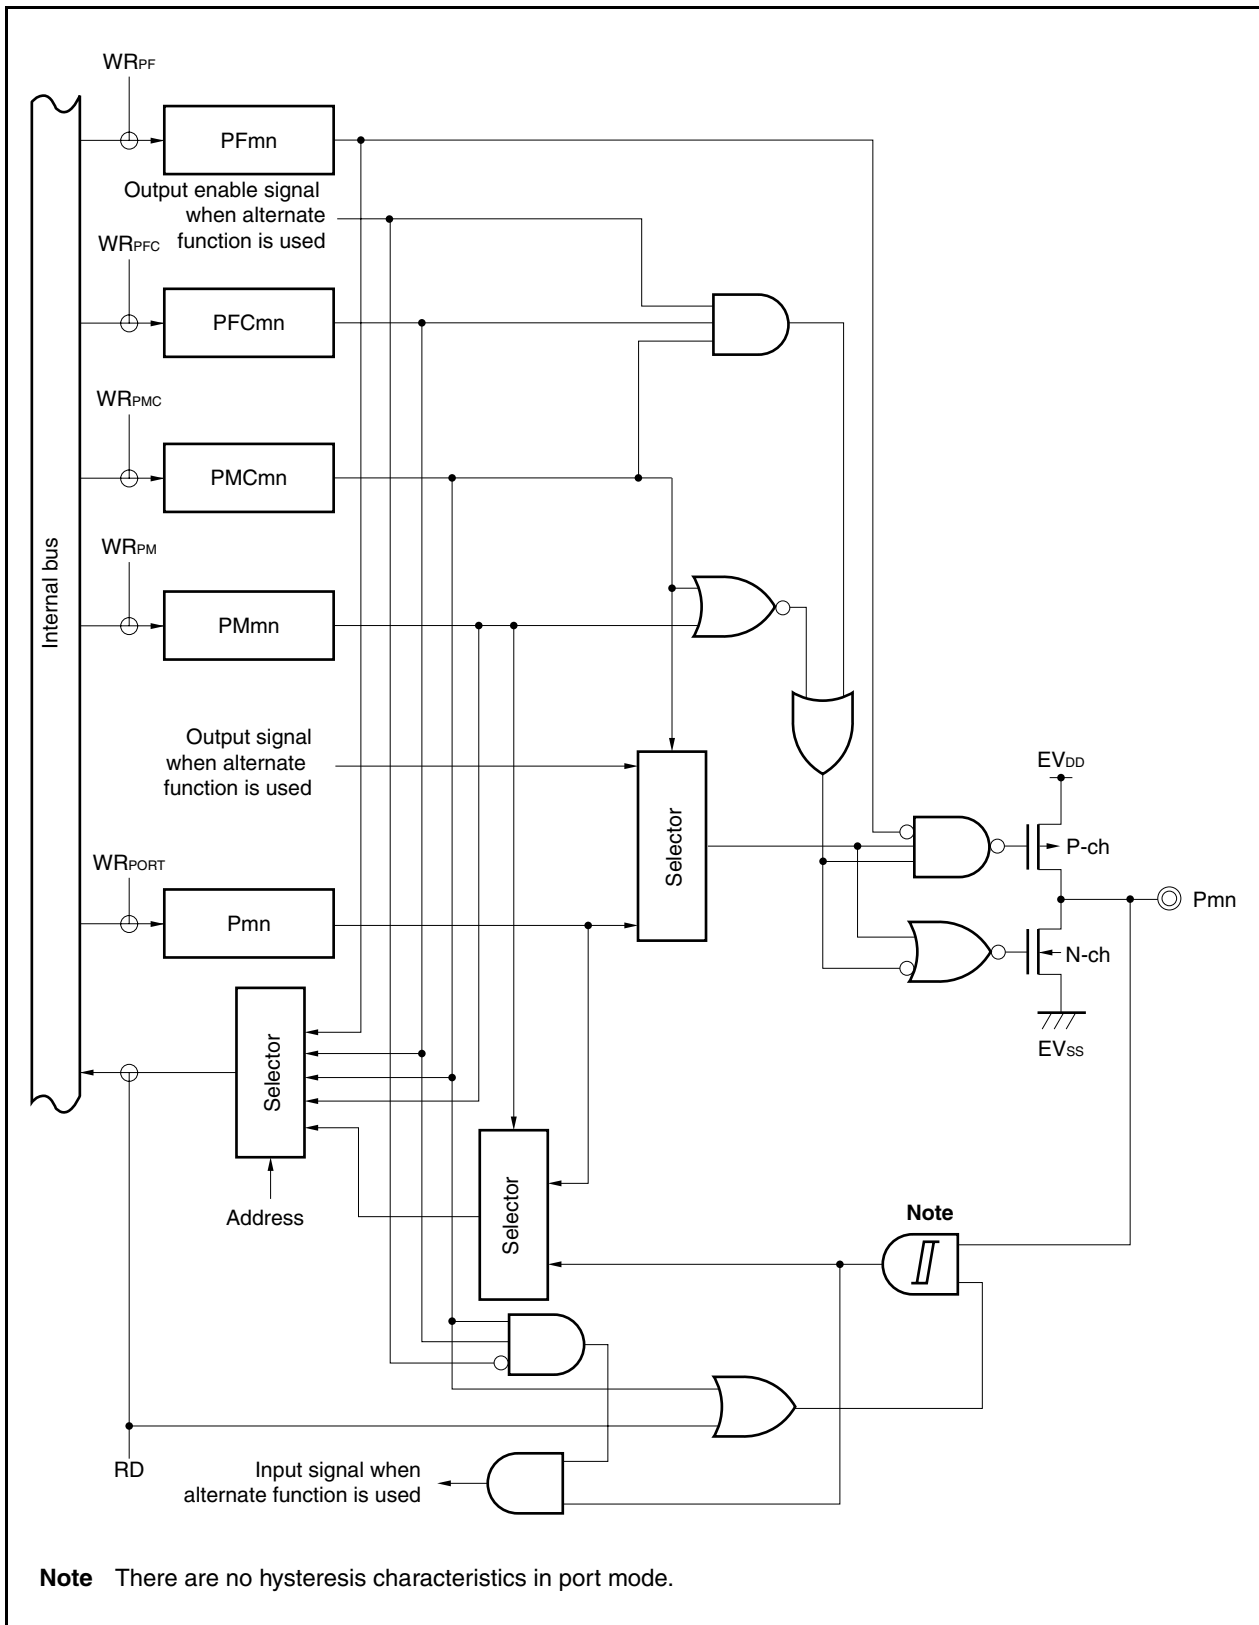 WRPF
PFmn
Output enable signal
when alternate
function is used
WRPFC
PFCmn
WRPMC
PMCmn
WRPM
PMmn
Internal bus
Output signal
when alternate
function is used
Selector
EVDD
P-ch
WRPORT
Pmn
Pmn
N-ch
EVSS
Selector
Address
Selector
Note
RD
Input signal when
alternate function is used
Note There are no hysteresis characteristics in port mode.